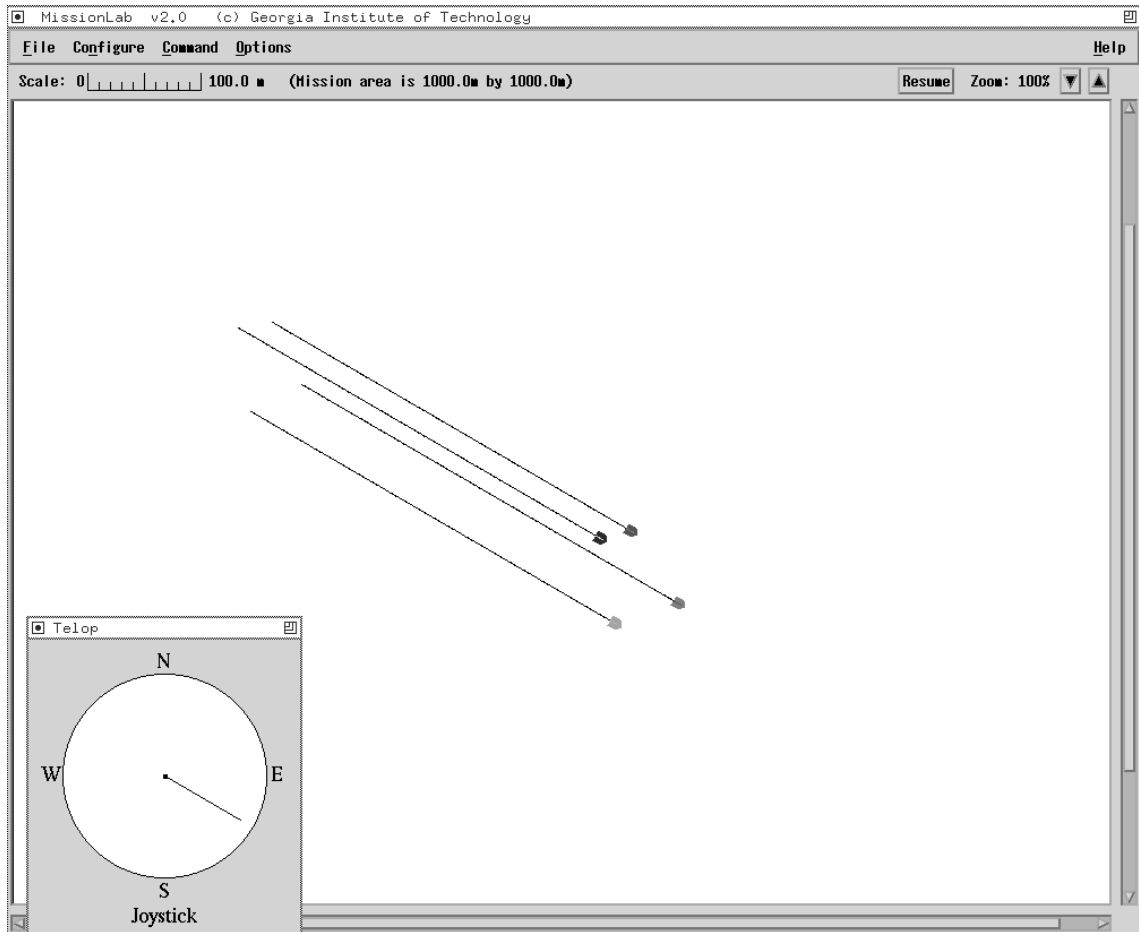 MissionLab v2.0 (c) Georgia Institute of Technology
File Configure Command Options Help
Scale: 0 100.0 m (Mission area is 1000.0m by 1000.0m) Resume Zoom: 100%
Telop
N
W E
S
Joystick